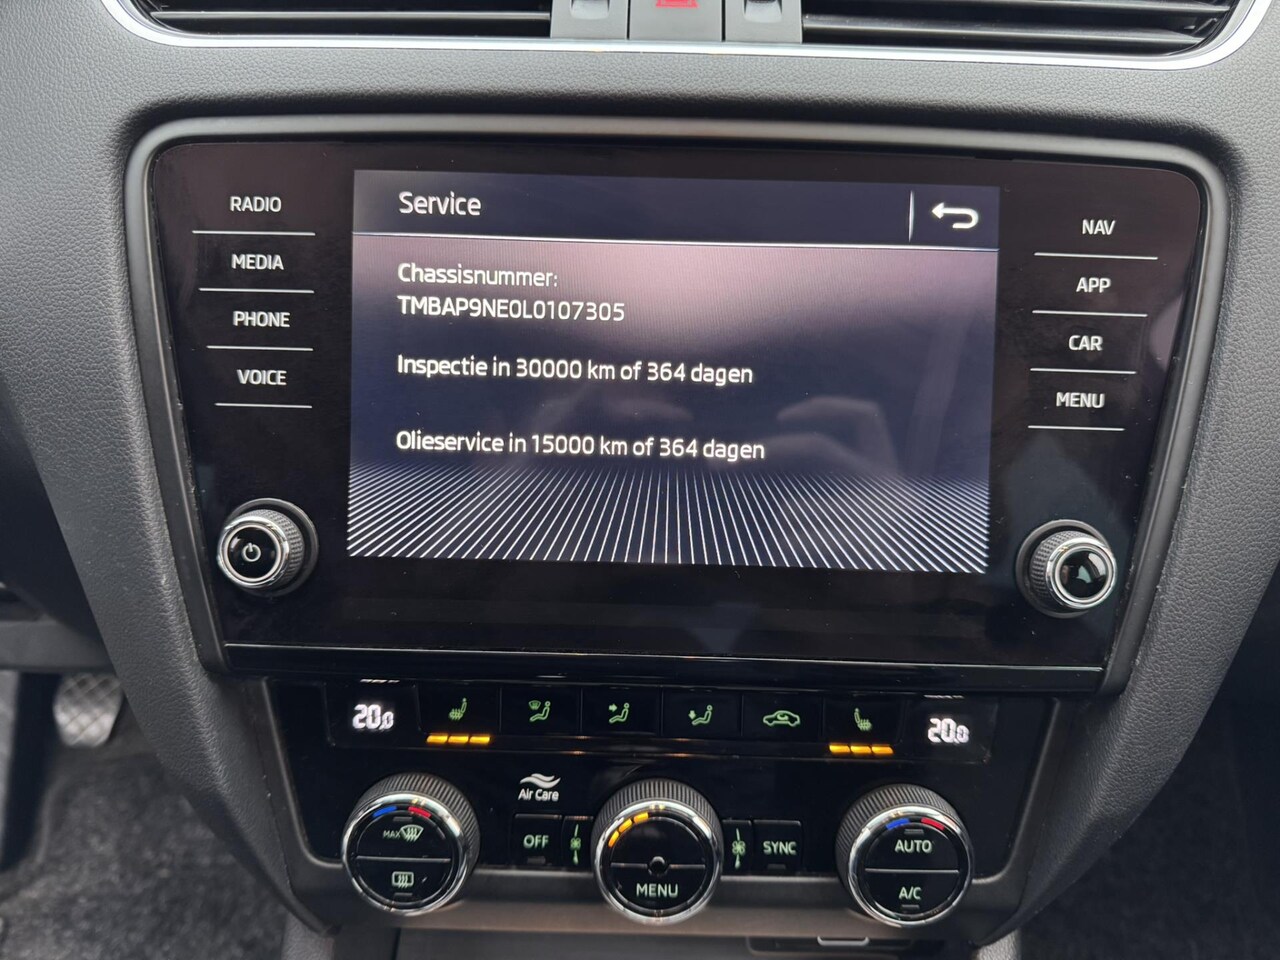 Service
RADIO
MEDIA
PHONE
VOICE
Chassisnummer:
TMBAP9NE0L0107305
Inspectie in 30000 km of 364 dagen
Olieservice in 15000 km of 364 dagen
NAV
APP
CAR
MENU
20,0
20,0
Air Care
MAX
OFF
MENU
SYNC
AUTO
A/C